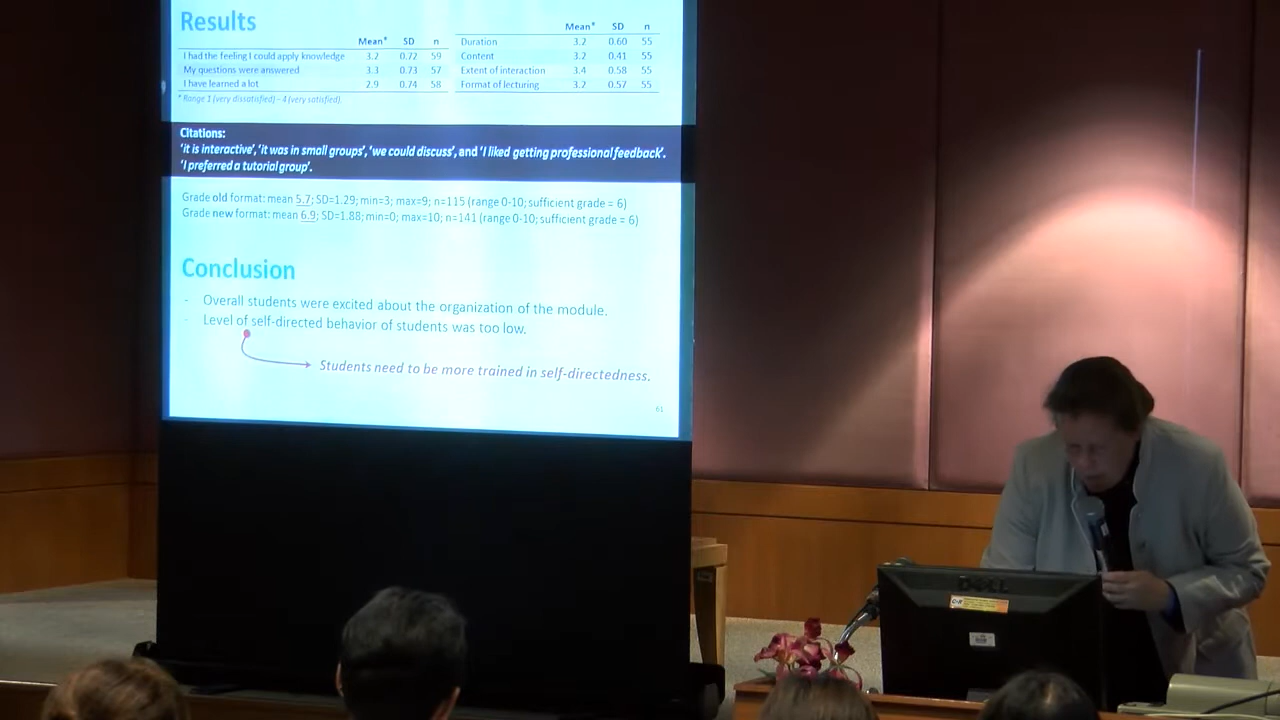 Results
Mean* SD n
I had the feeling I could apply knowledge 3.2 0.72 59
My questions were answered 3.3 0.73 57
I have learned a lot 2.9 0.74 58
* Range 1 (very dissatisfied) – 4 (very satisfied).
Mean* SD n
Duration 3.2 0.60 55
Content 3.2 0.41 55
Extent of interaction 3.4 0.58 55
Format of lecturing 3.2 0.57 55
Citations:
'it is interactive', 'it was in small groups', 'we could discuss', and 'I liked getting professional feedback'.
'I preferred a tutorial group'.
Grade old format: mean 5.7; SD=1.29; min=3; max=9; n=115 (range 0-10; sufficient grade = 6)
Grade new format: mean 6.9; SD=1.88; min=0; max=10; n=141 (range 0-10; sufficient grade = 6)
Conclusion
- Overall students were excited about the organization of the module.
- Level of self-directed behavior of students was too low.
Students need to be more trained in self-directedness.
61
DELL